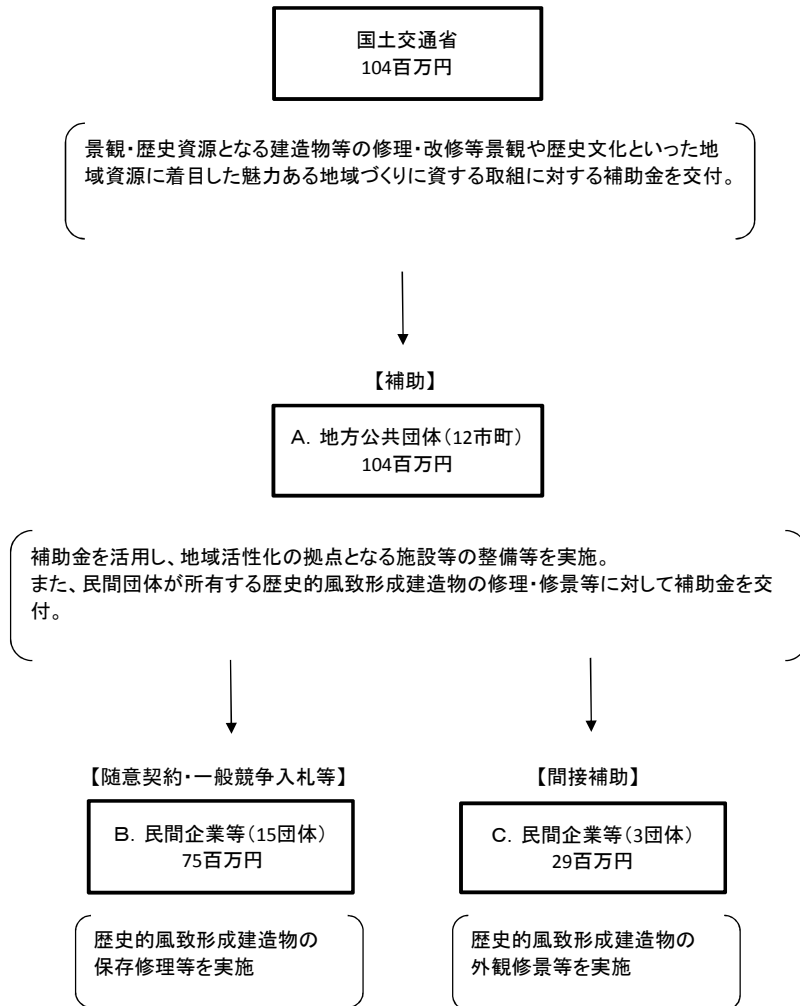 国土交通省
104百万円
景観・歴史資源となる建造物等の修理・改修等景観や歴史文化といった地
域資源に着目した魅力ある地域づくりに資する取組に対する補助金を交付。
【補助】
A. 地方公共団体(12市町)
104百万円
補助金を活用し、地域活性化の拠点となる施設等の整備等を実施。
また、民間団体が所有する歴史的風致形成建造物の修理・修景等に対して補助金を交
付。
【随意契約・一般競争入札等】
B. 民間企業等(15団体)
75百万円
歴史的風致形成建造物の
保存修理等を実施
【間接補助】
C. 民間企業等(3団体)
29百万円
歴史的風致形成建造物の
外観修景等を実施